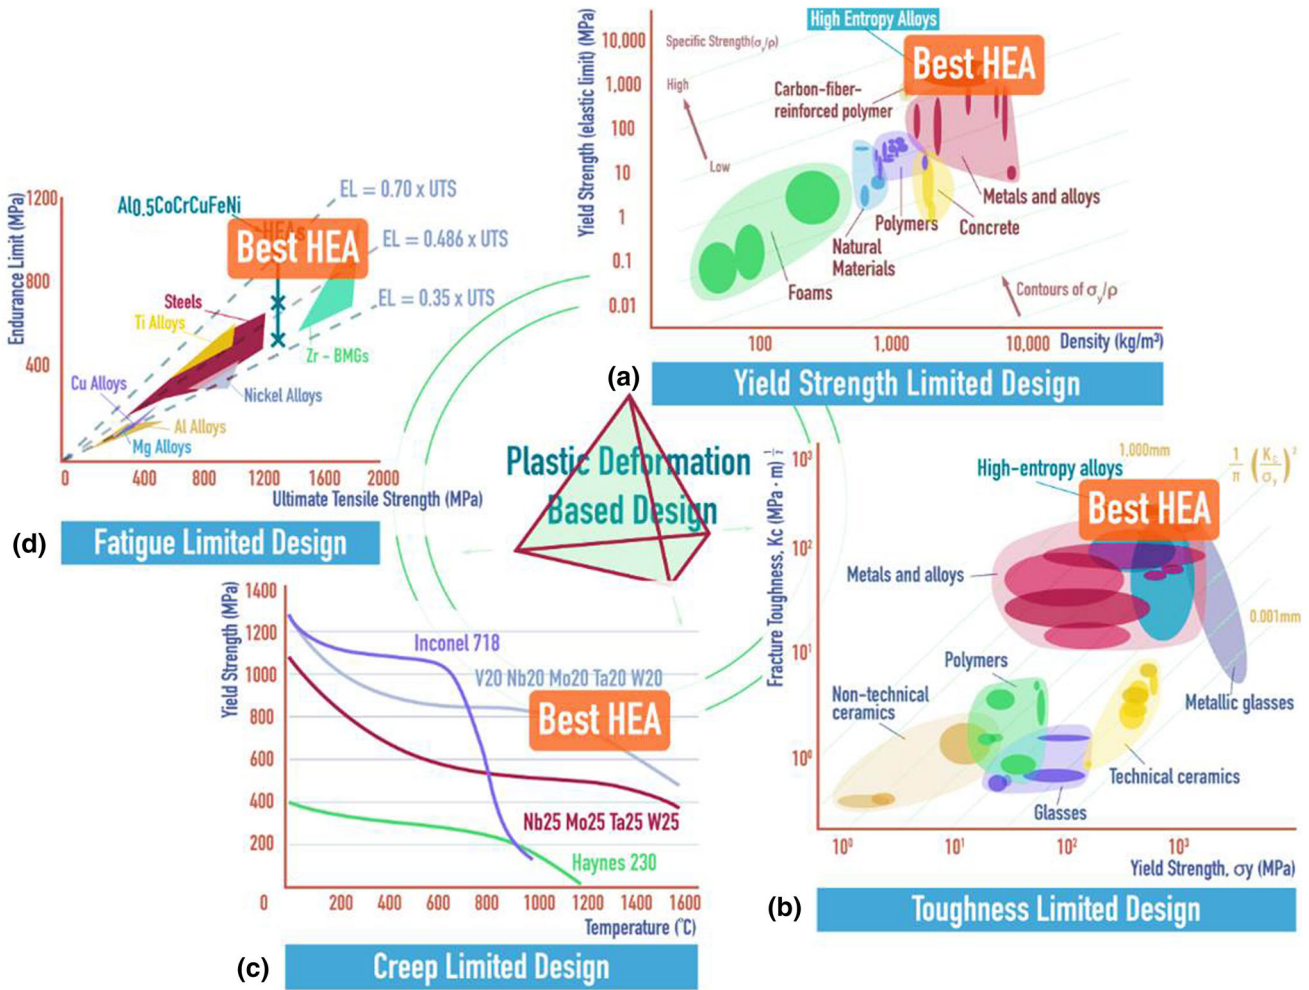 High Entropy Alloys
Yield Strength (elastic limit) (MPa)
10,000
1,000
100
10
1
0.1
0.01
Specific Strength(σy/ρ)
High
Low
Best HEA
Carbon-fiber-
reinforced polymer
Metals and alloys
Polymers
Concrete
Natural
Materials
Foams
Contours of σy/ρ
100
1,000
10,000
Density (kg/m³)
(a)
Yield Strength Limited Design
Endurance Limit (MPa)
1200
800
400
Al0.5CoCrCuFeNi
HEAs
Best HEA
EL = 0.70 x UTS
EL = 0.486 x UTS
EL = 0.35 x UTS
Steels
Ti Alloys
Zr - BMGs
Cu Alloys
Nickel Alloys
Al Alloys
Mg Alloys
0
400
800
1200
1600
2000
Ultimate Tensile Strength (MPa)
(d)
Fatigue Limited Design
Plastic Deformation
Based Design
Fracture Toughness, Kc (MPa · m) ½
10³
10²
10¹
10⁰
1.000mm
High-entropy alloys
Best HEA
Metals and alloys
0.001mm
Polymers
Non-technical
ceramics
Metallic glasses
Technical ceramics
Glasses
10⁰
10¹
10²
10³
Yield Strength, σy (MPa)
(b)
Toughness Limited Design
Yield Strength (MPa)
1400
1200
1000
800
600
400
200
Inconel 718
V20 Nb20 Mo20 Ta20 W20
Best HEA
Nb25 Mo25 Ta25 W25
Haynes 230
0
200
400
600
800
1000
1200
1400
1600
Temperature (°C)
(c)
Creep Limited Design